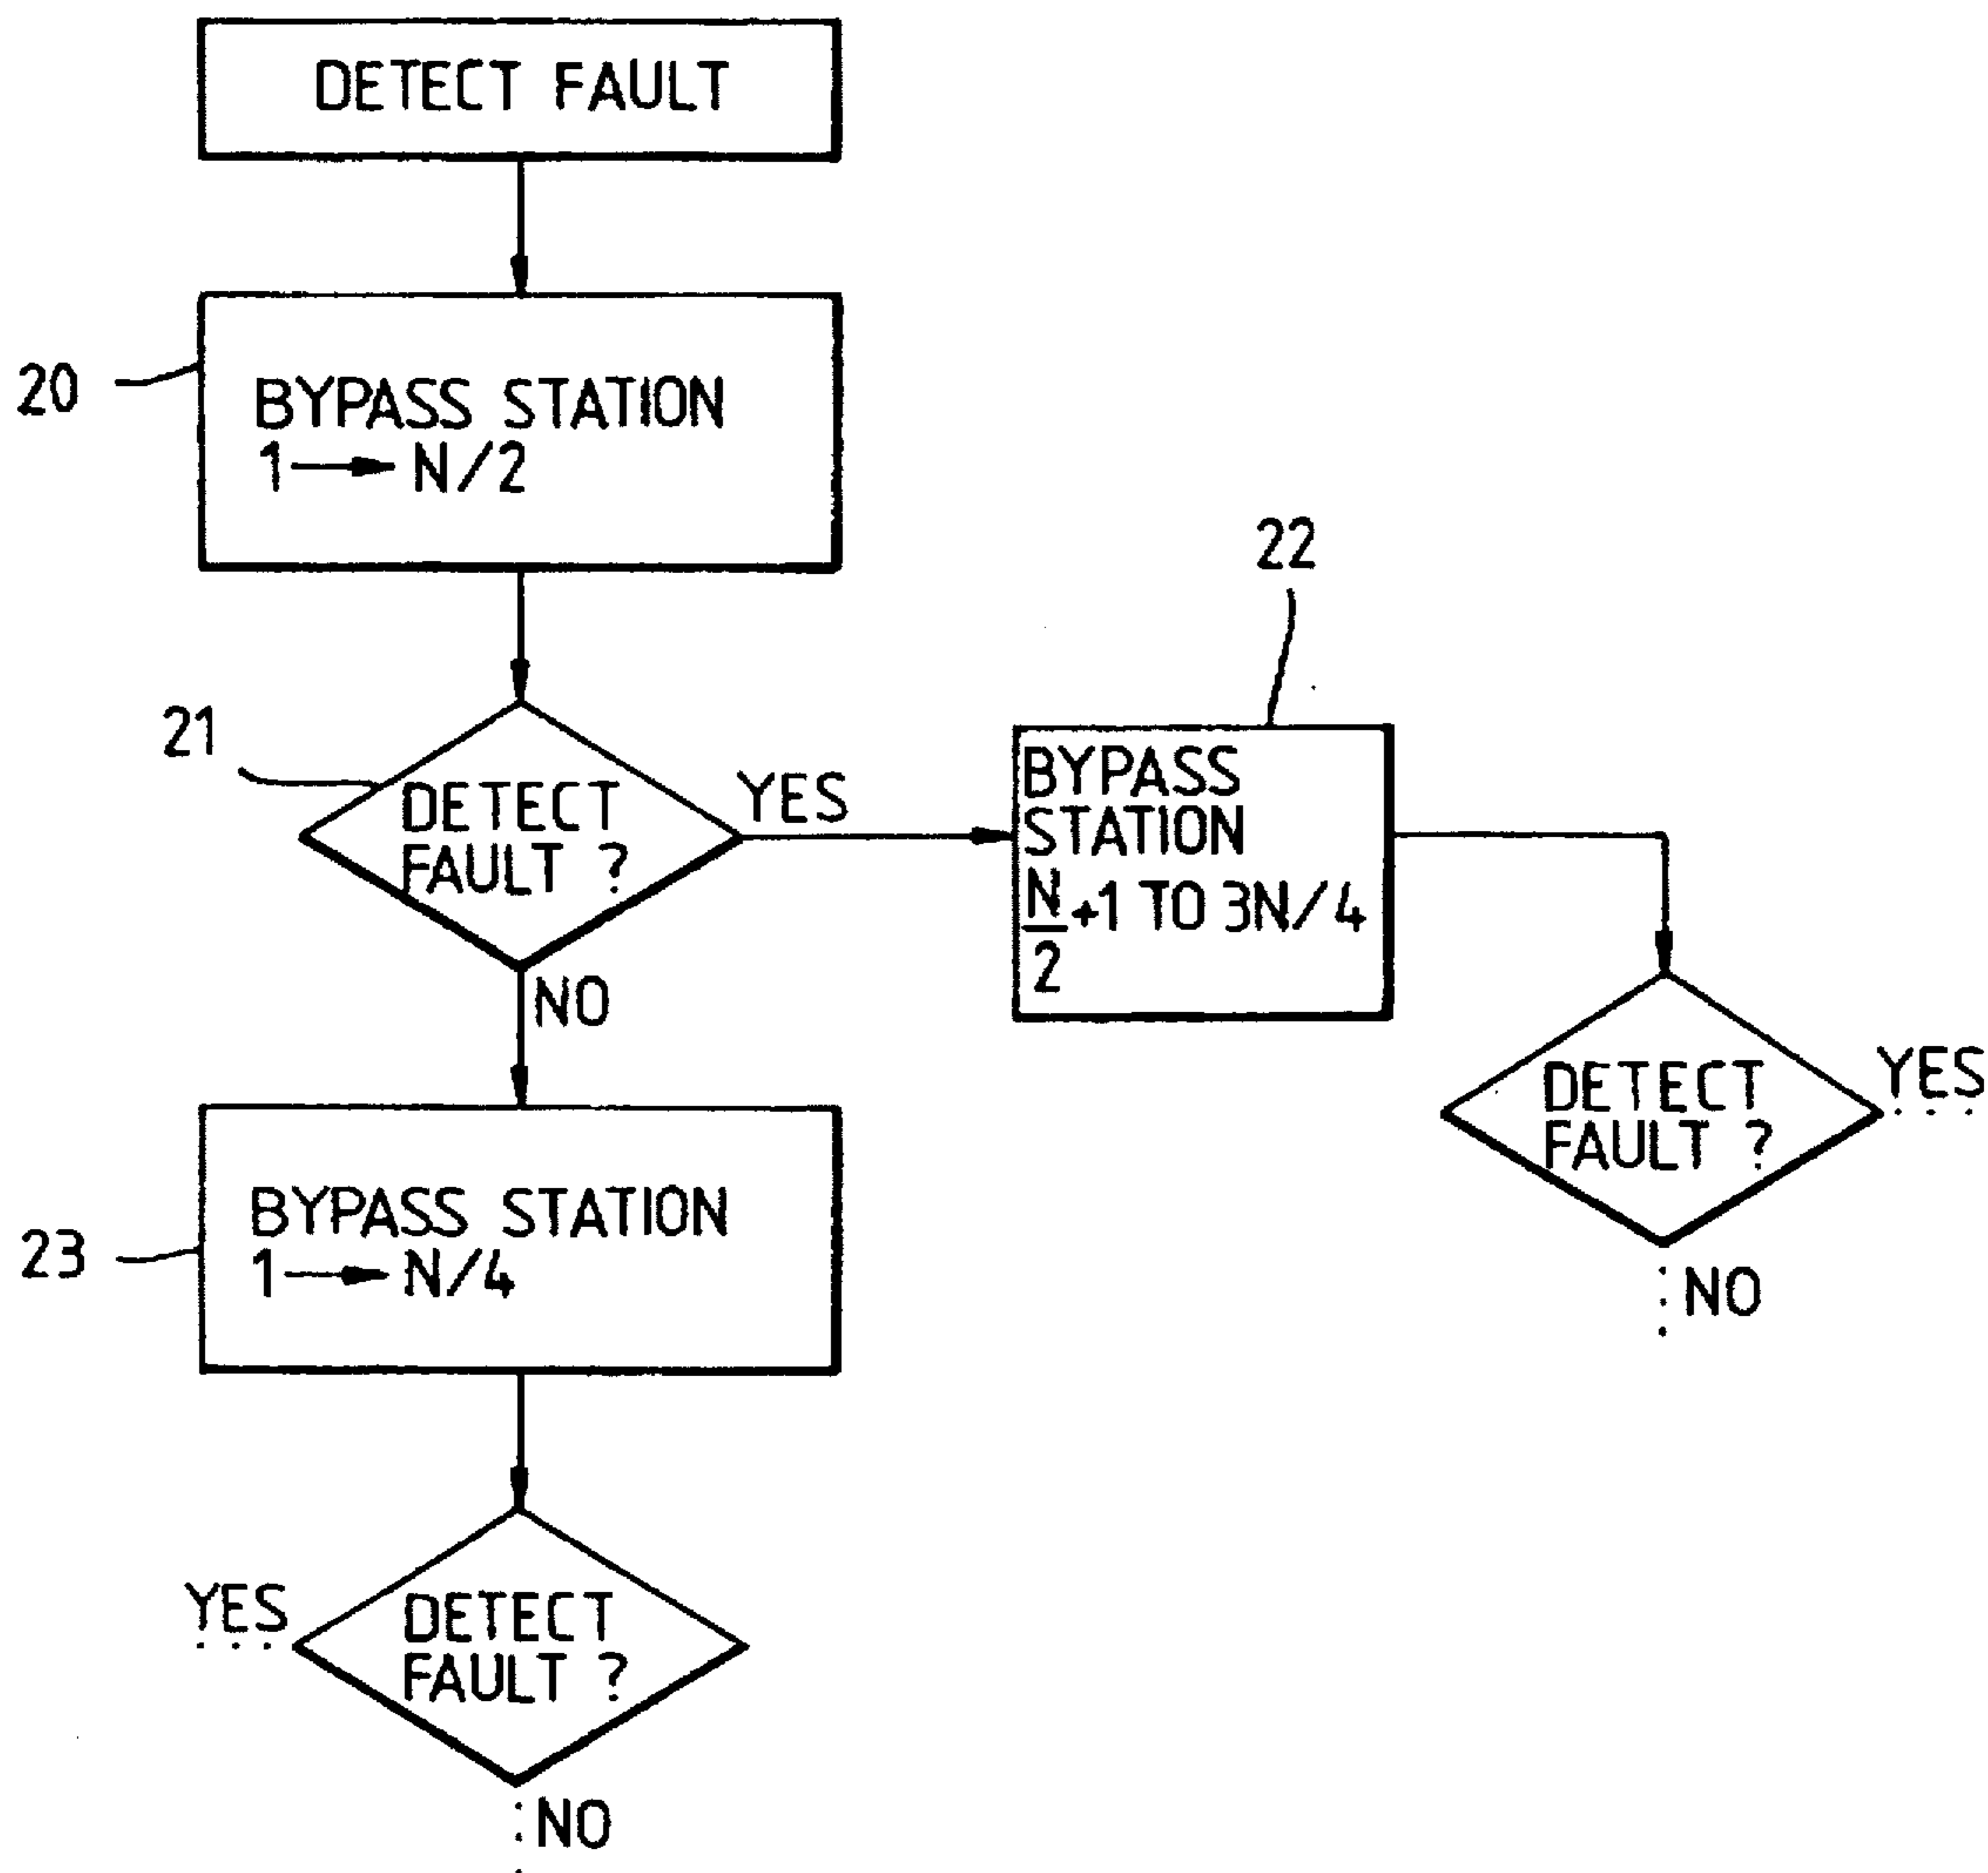 DETECT FAULT
20
BYPASS STATION
1 → N/2
22
21
DETECT
FAULT ?
YES
BYPASS
STATION
N/2 +1 TO 3N/4
NO
DETECT
FAULT ?
YES
NO
23
BYPASS STATION
1 → N/4
YES
DETECT
FAULT ?
NO